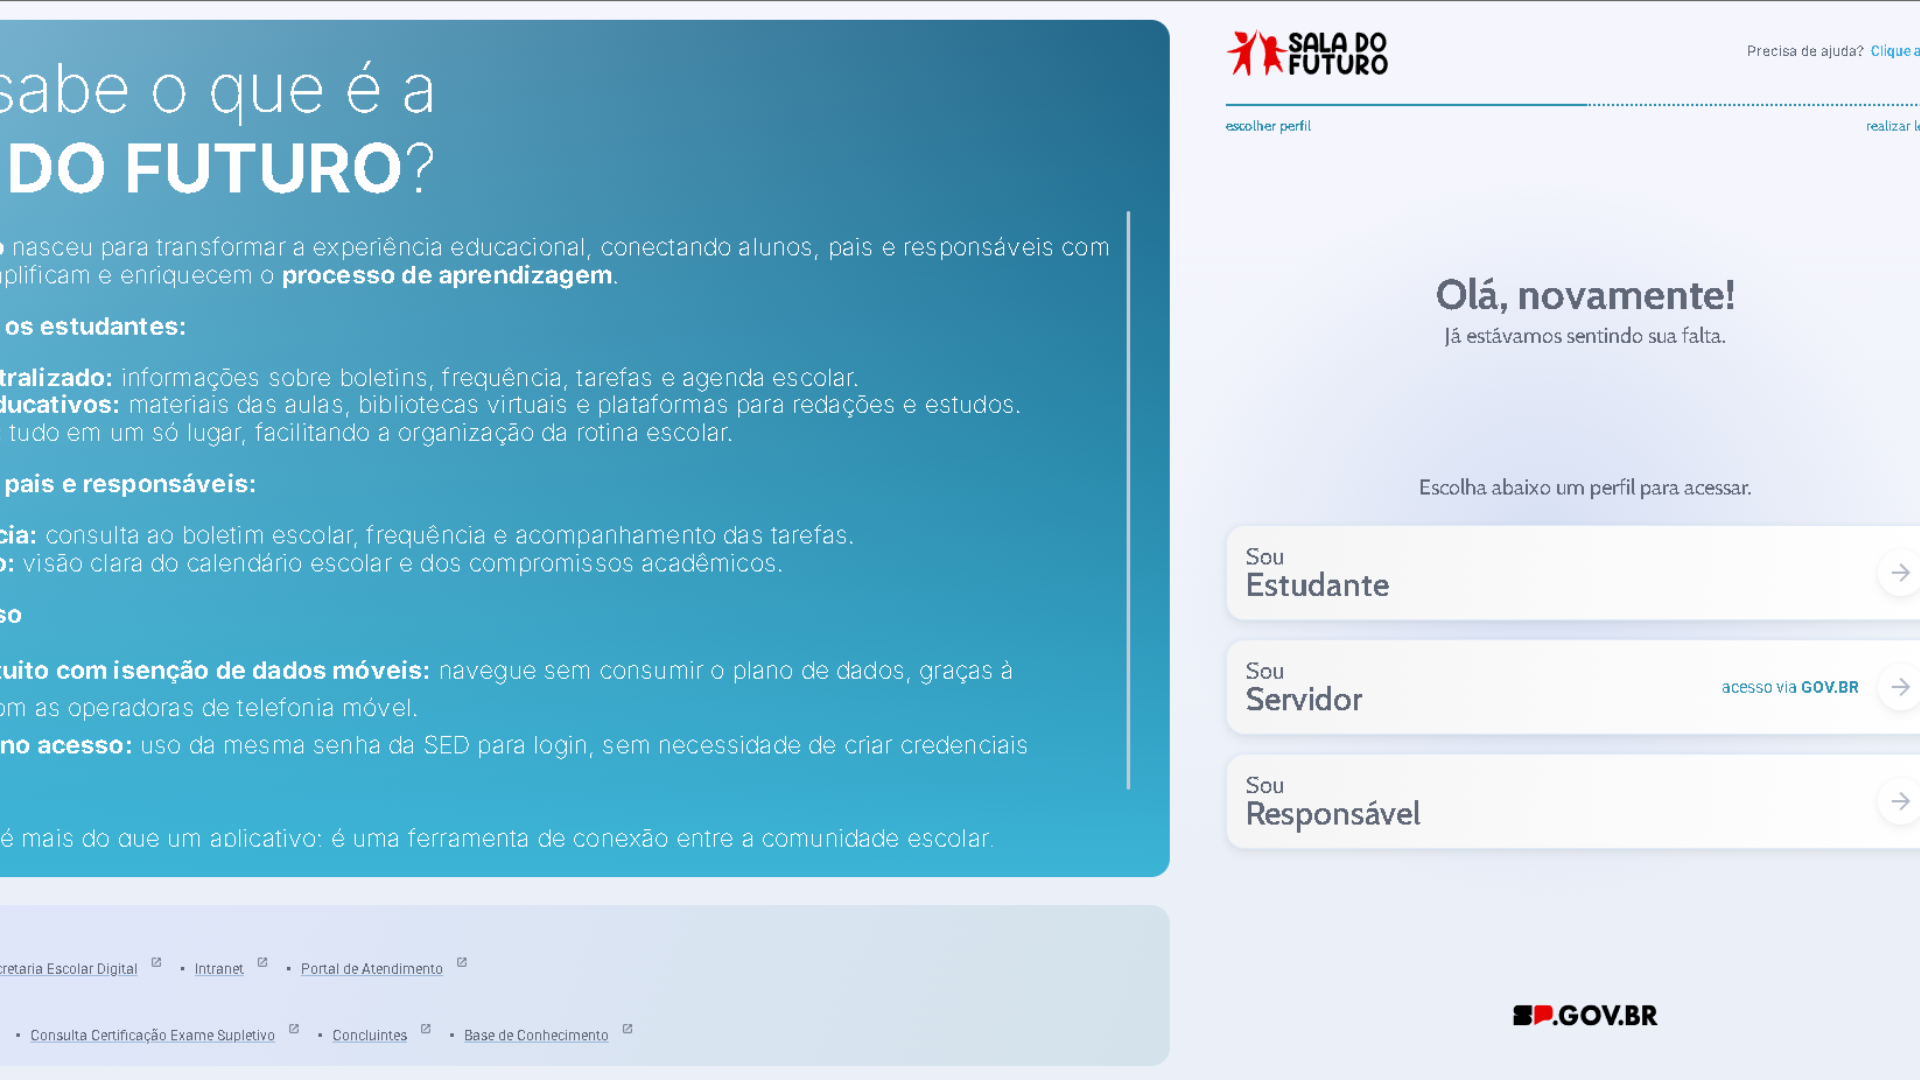 sabe o que é a
DO FUTURO?
nasceu para transformar a experiência educacional, conectando alunos, pais e responsáveis com
plificam e enriquecem o processo de aprendizagem.
os estudantes:
tralizado: informações sobre boletins, frequência, tarefas e agenda escolar.
ducativos: materiais das aulas, bibliotecas virtuais e plataformas para redações e estudos.
: tudo em um só lugar, facilitando a organização da rotina escolar.
pais e responsáveis:
cia: consulta ao boletim escolar, frequência e acompanhamento das tarefas.
o: visão clara do calendário escolar e dos compromissos acadêmicos.
so
uito com isenção de dados móveis: navegue sem consumir o plano de dados, graças à
om as operadoras de telefonia móvel.
no acesso: uso da mesma senha da SED para login, sem necessidade de criar credenciais
é mais do que um aplicativo: é uma ferramenta de conexão entre a comunidade escolar.
cretaria Escolar Digital • Intranet • Portal de Atendimento
• Consulta Certificação Exame Supletivo • Concluintes • Base de Conhecimento
SALA DO
FUTURO
Precisa de ajuda? Clique a
escolher perfil
realizar l
Olá, novamente!
Já estávamos sentindo sua falta.
Escolha abaixo um perfil para acessar.
Sou
Estudante
Sou
Servidor
acesso via GOV.BR
Sou
Responsável
SP.GOV.BR